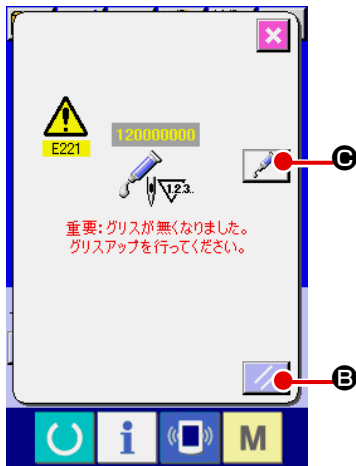 E221
120000000
1.2.3..
C
重要:グリスが無くなりました。
グリスアップを行ってください。
B
i
M